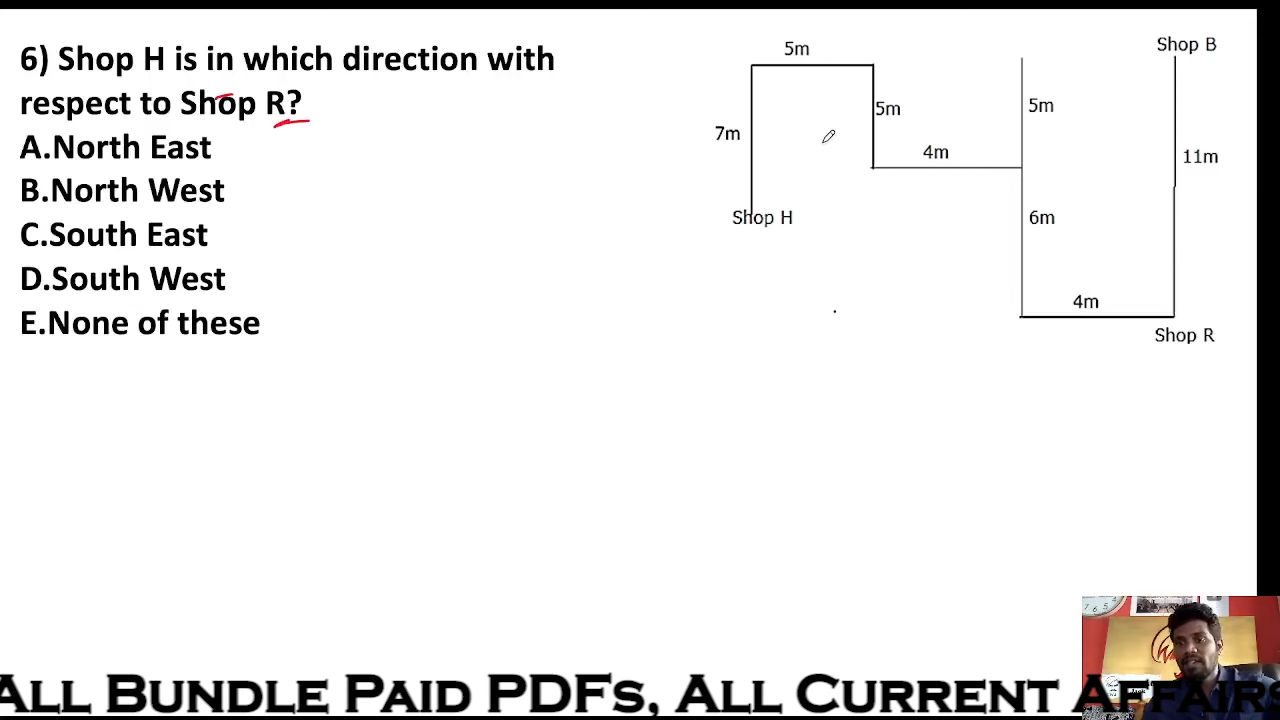 6) Shop H is in which direction with
respect to Shop R?
A.North East
B.North West
C.South East
D.South West
E.None of these
5m
Shop B
5m
5m
7m
4m
11m
Shop H
6m
4m
Shop R
ALL BUNDLE PAID PDFS, ALL CURRENT AFFAIRS